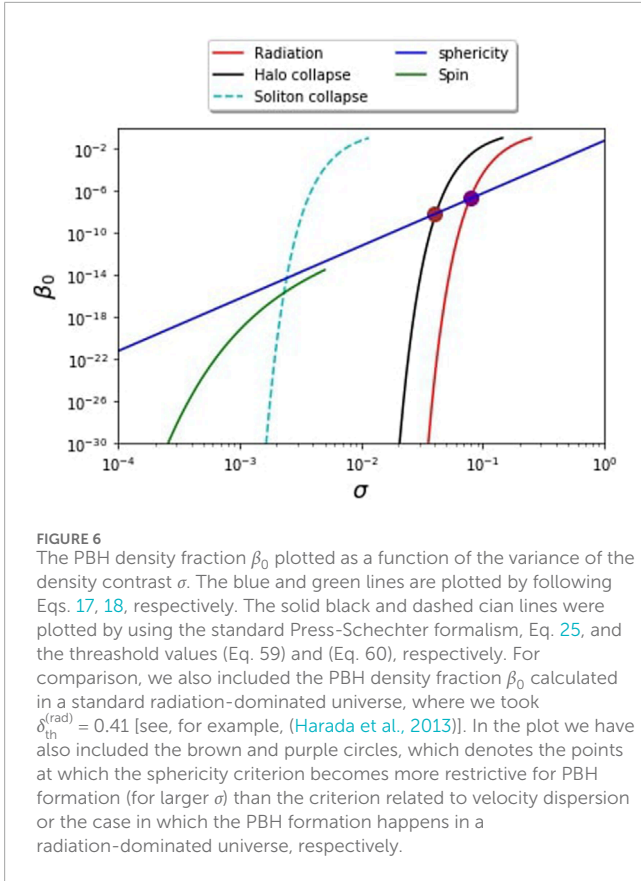 Radiation
Halo collapse
Soliton collapse
sphericity
Spin
10⁻²
10⁻⁶
10⁻¹⁰
10⁻¹⁴
10⁻¹⁸
10⁻²²
10⁻²⁶
10⁻³⁰
β₀
10⁻⁴
10⁻³
10⁻²
10⁻¹
10⁰
σ
FIGURE 6
The PBH density fraction β₀ plotted as a function of the variance of the
density contrast σ. The blue and green lines are plotted by following
Eqs. 17, 18, respectively. The solid black and dashed cian lines were
plotted by using the standard Press-Schechter formalism, Eq. 25, and
the threashold values (Eq. 59) and (Eq. 60), respectively. For
comparison, we also included the PBH density fraction β₀ calculated
in a standard radiation-dominated universe, where we took
δ_th^(rad) = 0.41 [see, for example, (Harada et al., 2013)]. In the plot we have
also included the brown and purple circles, which denotes the points
at which the sphericity criterion becomes more restrictive for PBH
formation (for larger σ) than the criterion related to velocity dispersion
or the case in which the PBH formation happens in a
radiation-dominated universe, respectively.